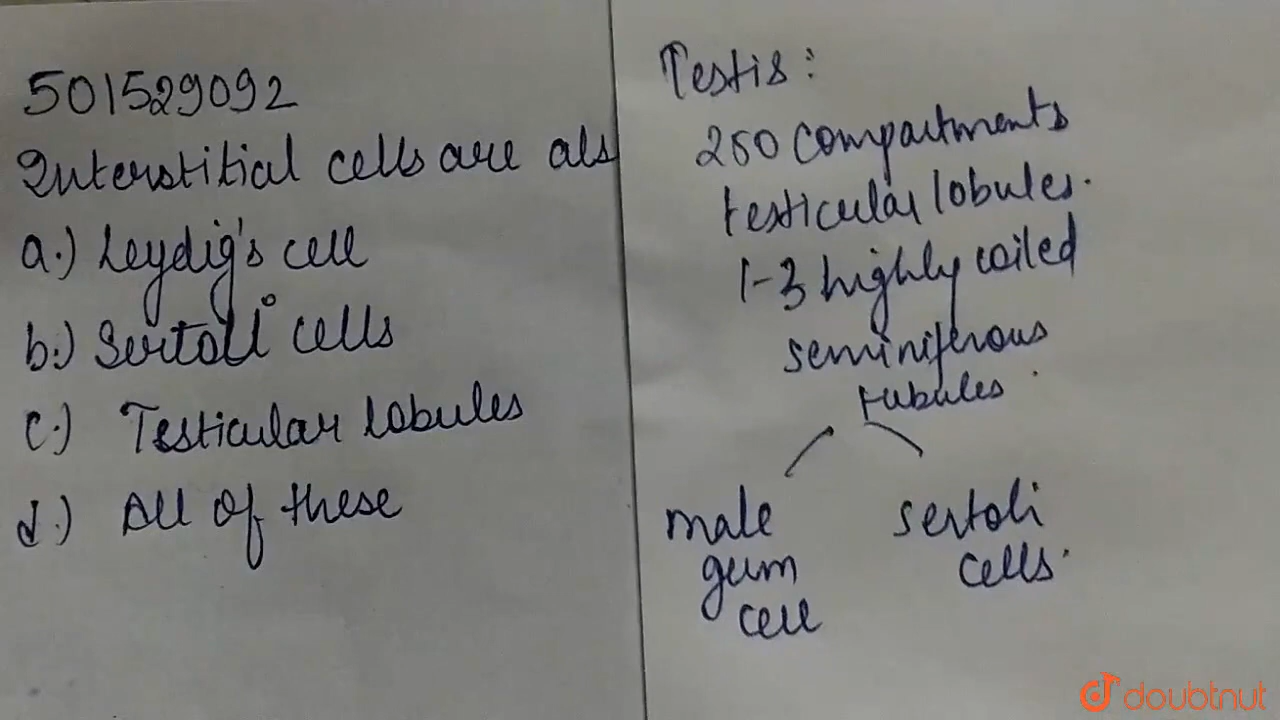 501529092
Interstitial cells are als
a.) Leydig's cell
b.) Sertoli cells
c.) Testicular lobules
d.) All of these
Testis :
250 compartments
testicular lobules.
1-3 highly coiled
seminiferous
tubules
male
germ
cell
sertoli
cells.
doubtnut